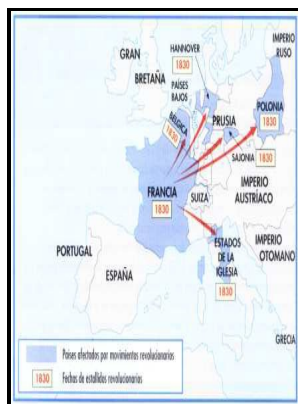 IMPERIO
RUSO
GRAN
BRETAÑA
HANNOVER
1830
PAÍSES
BAJOS
POLONIA
1830
BÉLGICA
1830
PRUSIA
SAJONIA
1830
FRANCIA
1830
SUIZA
IMPERIO
AUSTRÍACO
PORTUGAL
ESPAÑA
ESTADOS
DE LA
IGLESIA
1830
IMPERIO
OTOMANO
GRECIA
Países afectados por movimientos revolucionarios
1830
Fechas de estallidos revolucionarios